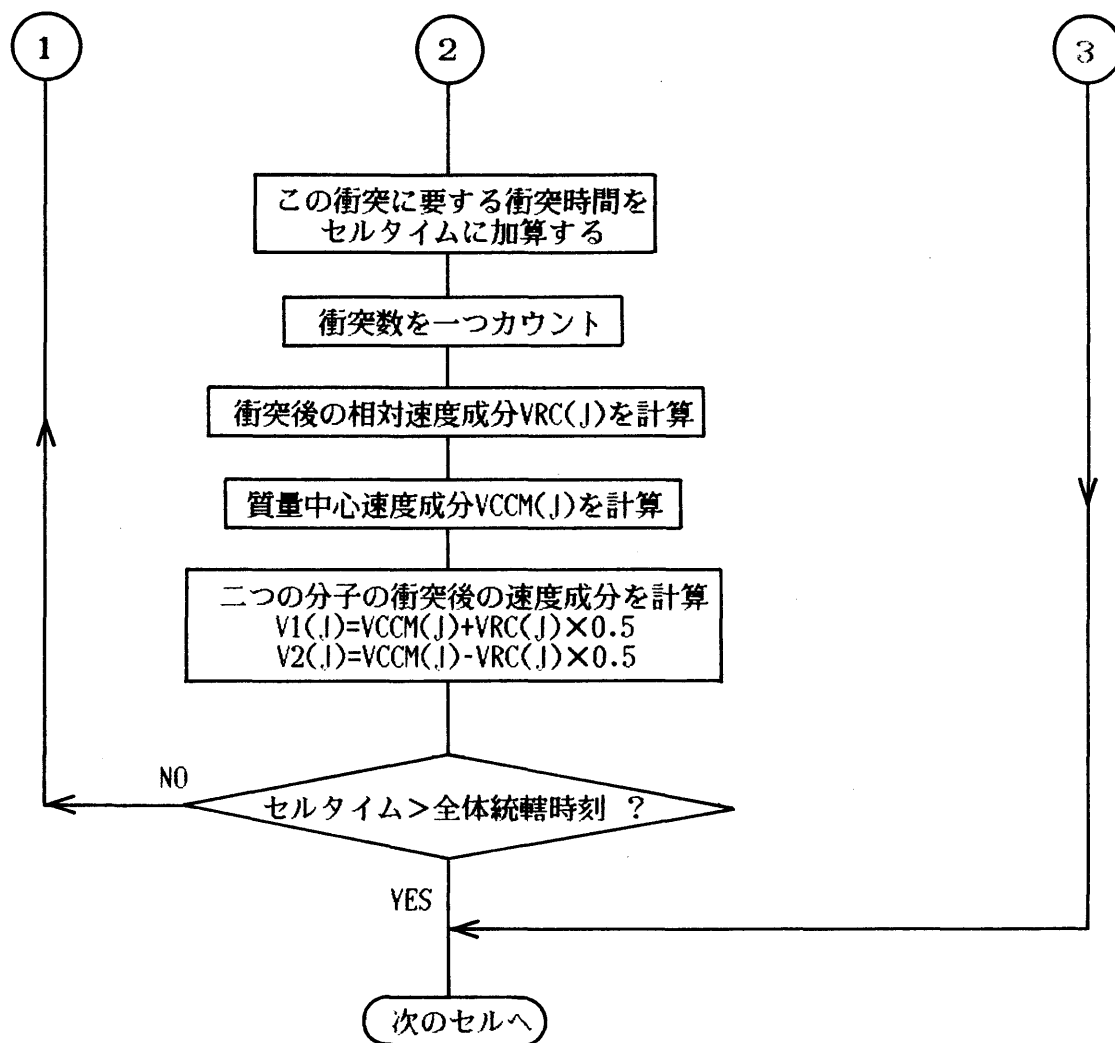 1
2
3
この衝突に要する衝突時間を
セルタイムに加算する
衝突数を一つカウント
衝突後の相対速度成分VRC(J)を計算
質量中心速度成分VCCM(J)を計算
二つの分子の衝突後の速度成分を計算
V1(J)=VCCM(J)+VRC(J)×0.5
V2(J)=VCCM(J)-VRC(J)×0.5
NO
セルタイム＞全体統轄時刻 ？
YES
次のセルへ